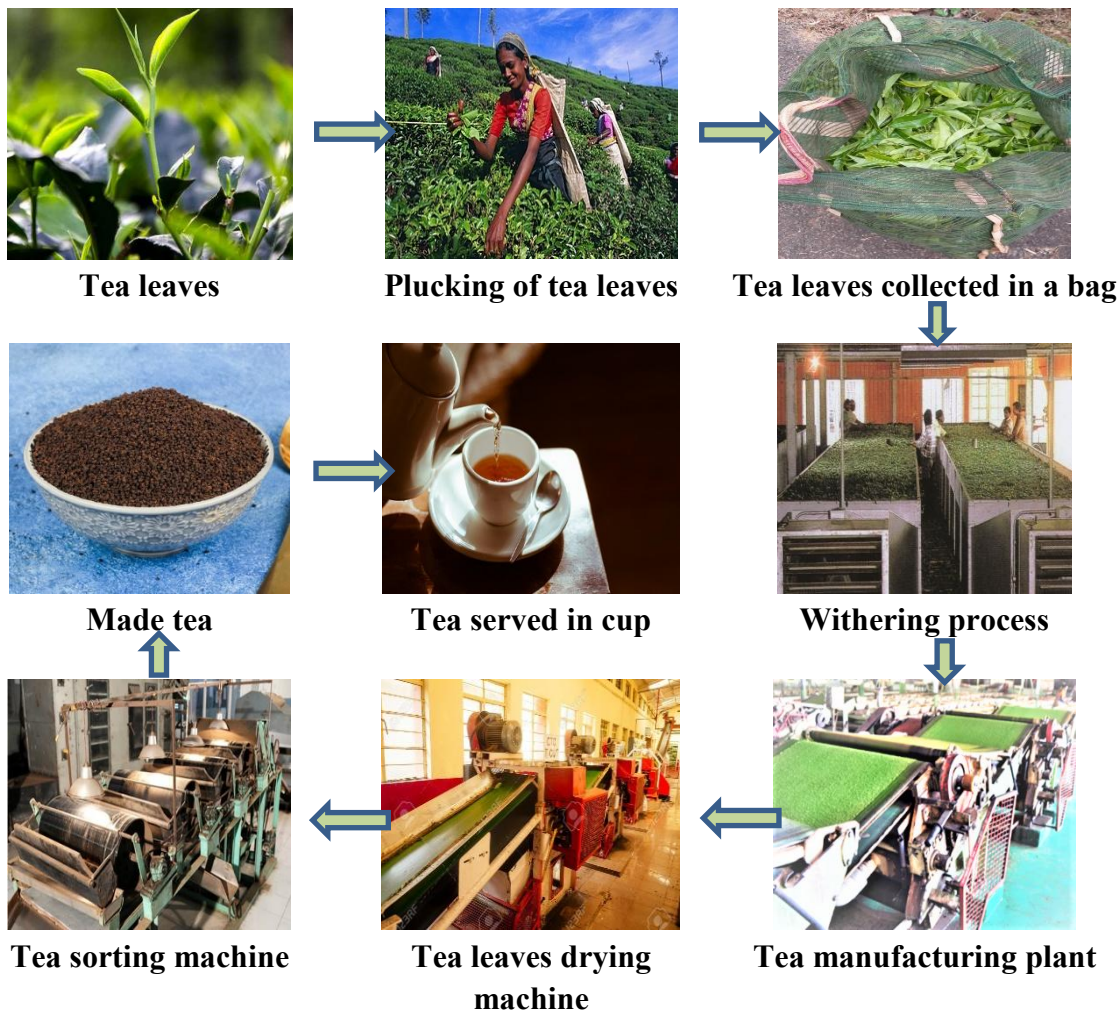 Tea leaves
Plucking of tea leaves
Tea leaves collected in a bag
Made tea
Tea served in cup
Withering process
Tea sorting machine
Tea leaves drying
machine
Tea manufacturing plant